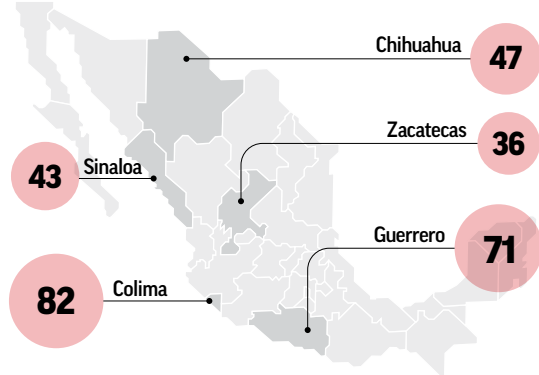 Chihuahua 47
Zacatecas 36
43 Sinaloa
Guerrero 71
82 Colima